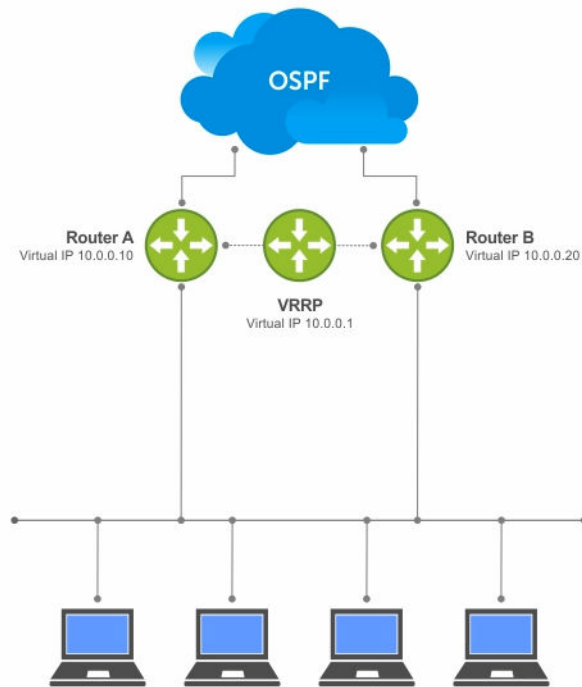 OSPF
Router A
Virtual IP 10.0.0.10
Router B
Virtual IP 10.0.0.20
VRRP
Virtual IP 10.0.0.1